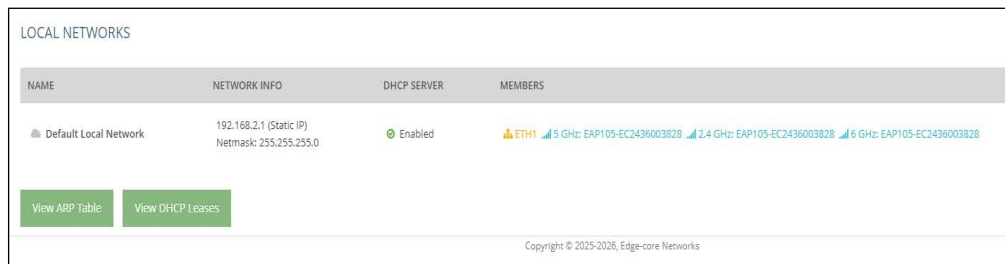 LOCAL NETWORKS
NAME NETWORK INFO DHCP SERVER MEMBERS
Default Local Network 192.168.2.1 (Static IP) Enabled ETH1 5 GHz: EAP105-EC2436003828 2.4 GHz: EAP105-EC2436003828 6 GHz: EAP105-EC2436003828
Netmask: 255.255.255.0
View ARP Table View DHCP Leases
Copyright © 2025-2026, Edge-core Networks